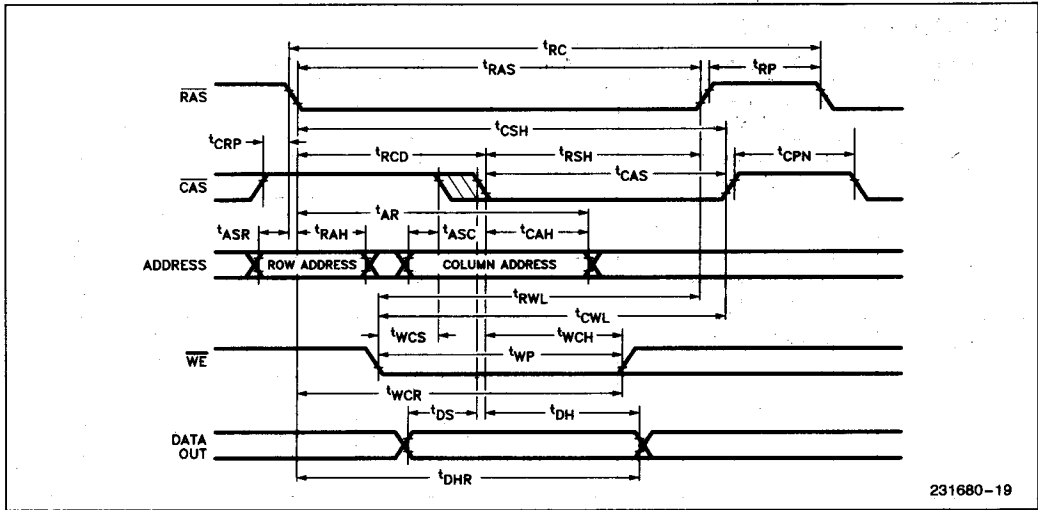 tRC
tRAS
tRP
RAS
tCSH
tCRP
tRCD
tRSH
tCPN
tCAS
CAS
tAR
tASR
tRAH
tASC
tCAH
ADDRESS
ROW ADDRESS
COLUMN ADDRESS
tRWL
tCWL
tWCS
tWCH
WE
tWP
tWCR
tDS
tDH
DATA
OUT
tDHR
231680-19